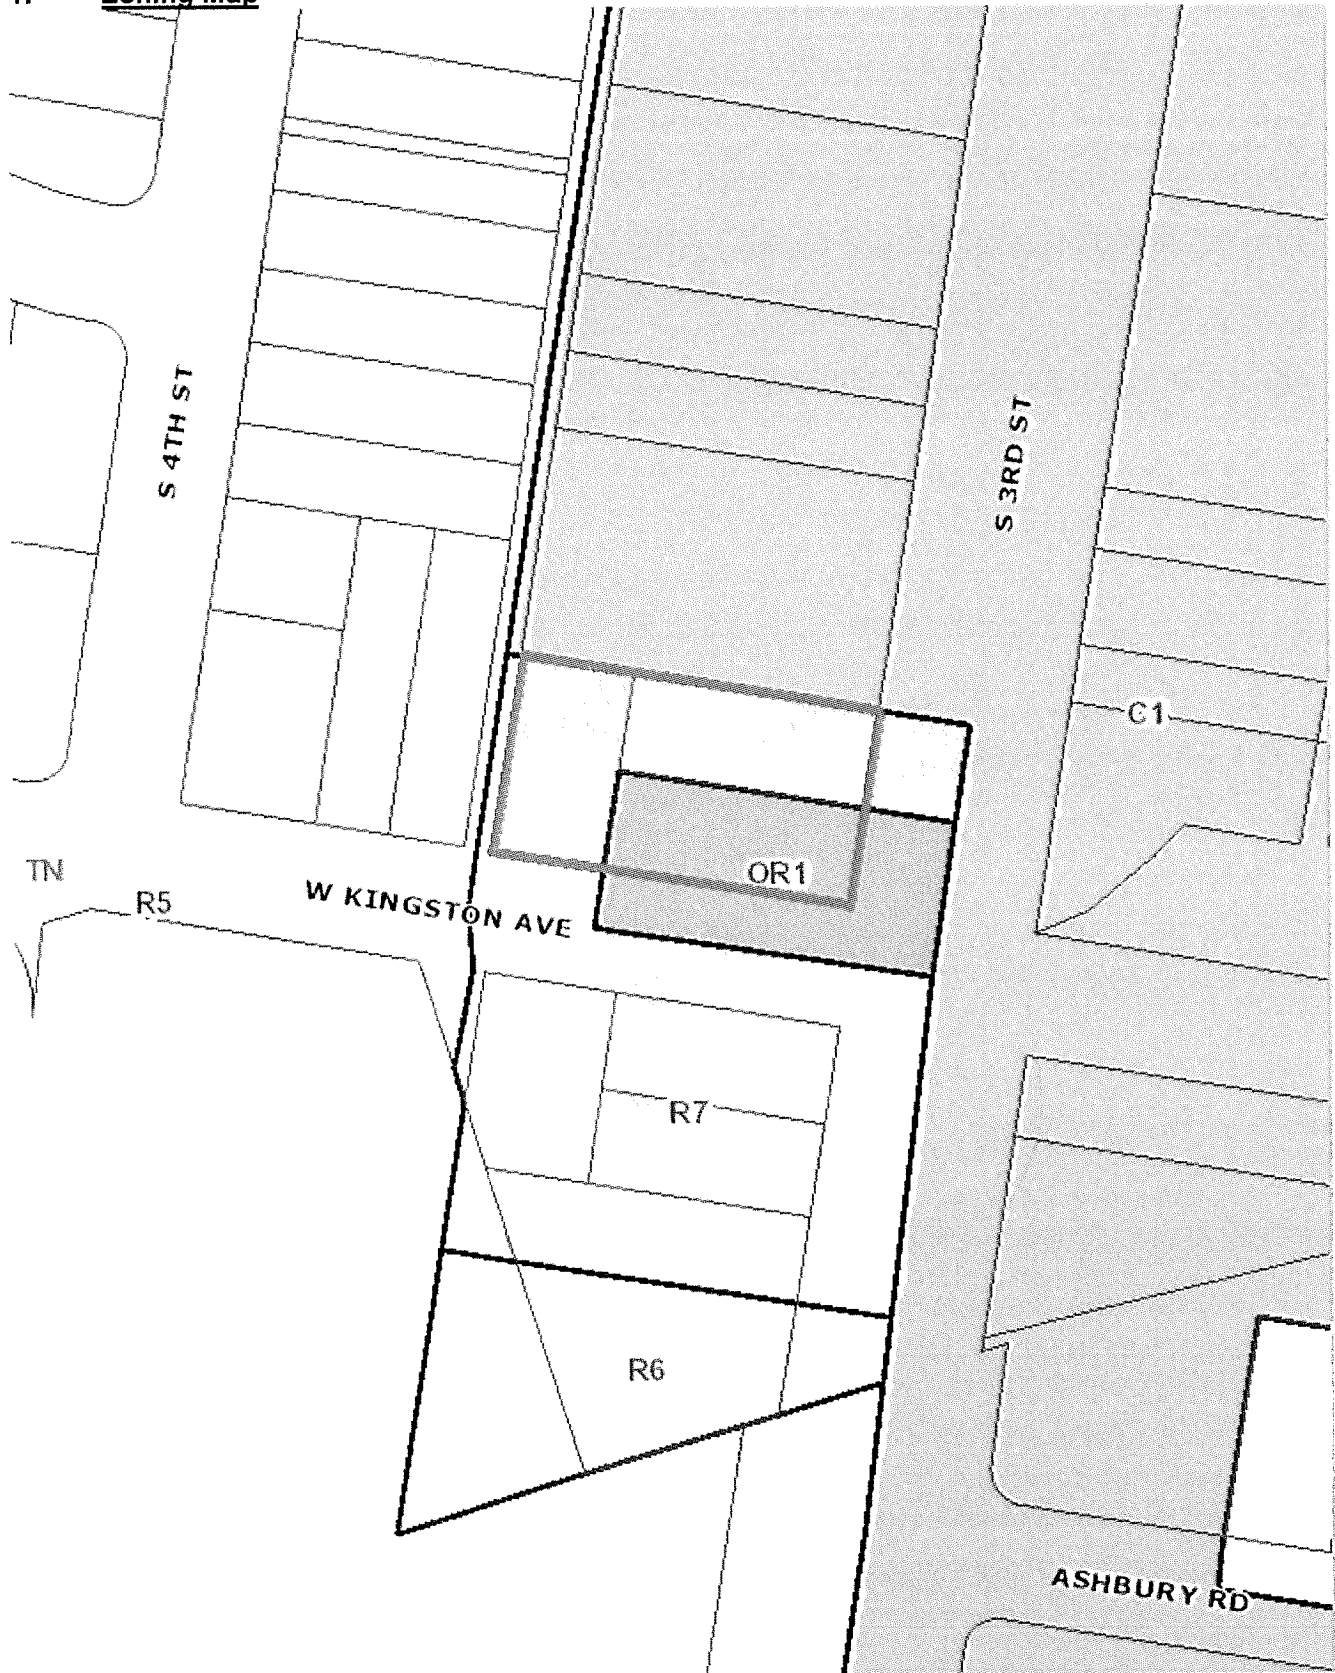 Zoning Map
S 4TH ST
S 3RD ST
C1
TN
R5
W KINGSTON AVE
OR1
R7
R6
ASHBURY RD